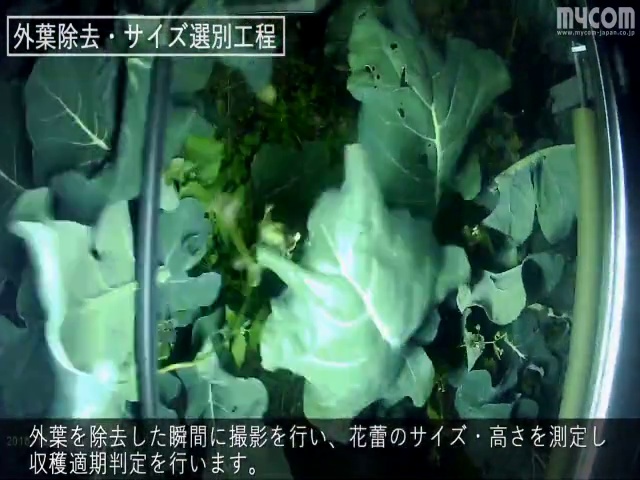 外葉除去・サイズ選別工程
mycom
www.mycom-japan.co.jp
2018
外葉を除去した瞬間に撮影を行い、花蕾のサイズ・高さを測定し
収穫適期判定を行います。